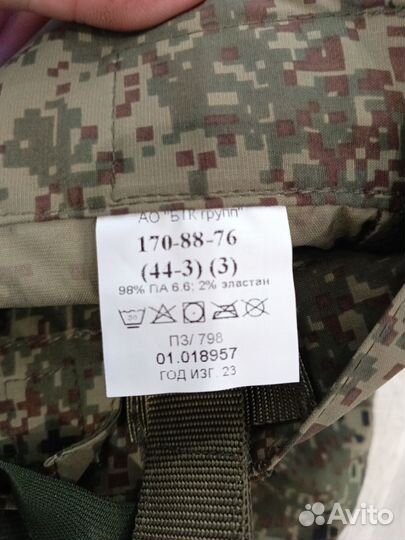 АО "БТК групп"
170-88-76
(44-3) (3)
98% ПА 6.6; 2% эластан
30
ПЗ/ 798
01.018957
ГОД ИЗГ. 23
Avito